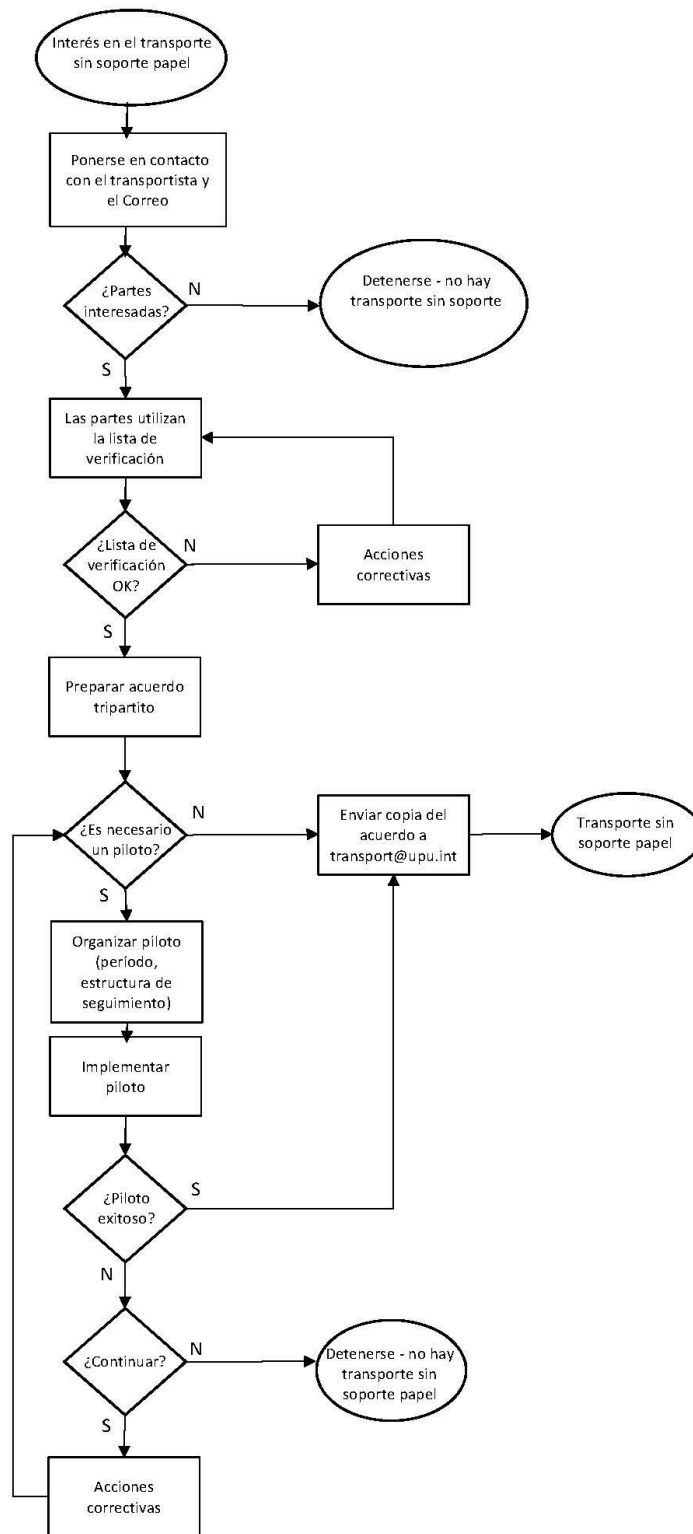 Interés en el transporte
sin soporte papel
Ponerse en contacto
con el transportista y
el Correo
¿Partes
interesadas?
N
Detenerse - no hay
transporte sin soporte
S
Las partes utilizan
la lista de
verificación
¿Lista de
verificación
OK?
N
Acciones
correctivas
S
Preparar acuerdo
tripartito
¿Es necesario
un piloto?
N
Enviar copia del
acuerdo a
transport@upu.int
Transporte sin
soporte papel
S
Organizar piloto
(período,
estructura de
seguimiento)
Implementar
piloto
¿Piloto
exitoso?
S
N
¿Continuar?
N
Detenerse - no hay
transporte sin
soporte papel
S
Acciones
correctivas